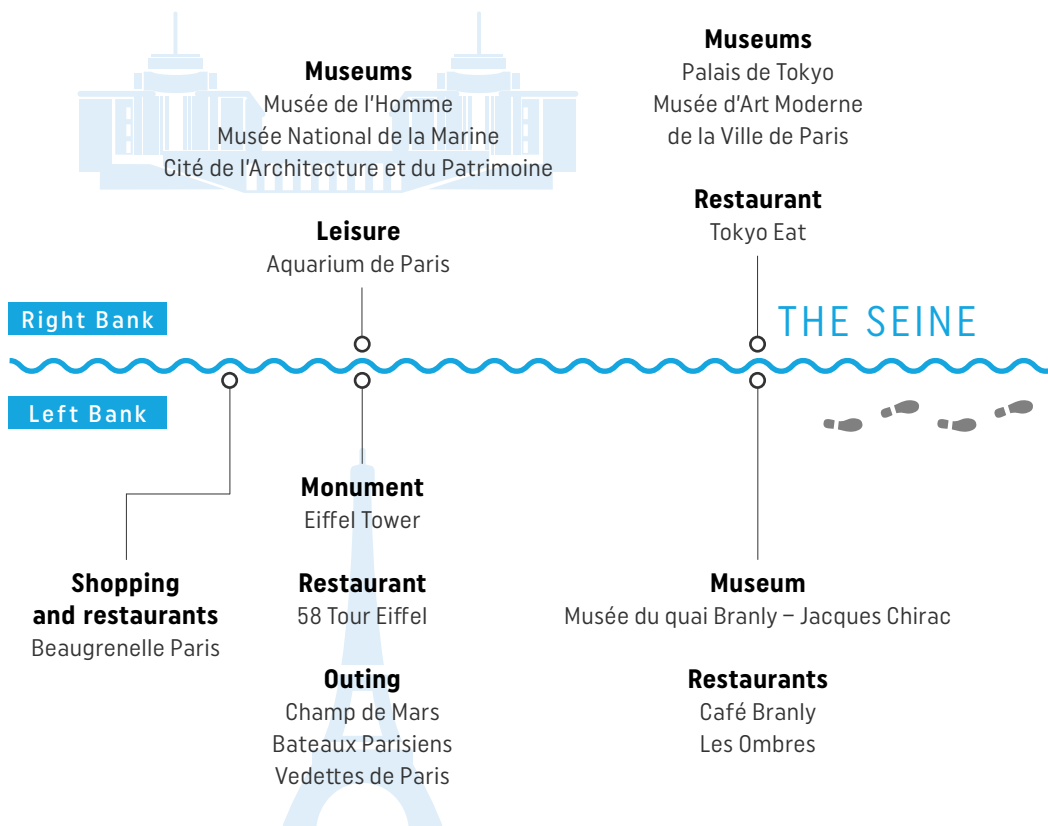 Museums
Musée de l'Homme
Musée National de la Marine
Cité de l'Architecture et du Patrimoine
Leisure
Aquarium de Paris
Museums
Palais de Tokyo
Musée d'Art Moderne
de la Ville de Paris
Restaurant
Tokyo Eat
Right Bank
THE SEINE
Left Bank
Shopping
and restaurants
Beaugrenelle Paris
Monument
Eiffel Tower
Restaurant
58 Tour Eiffel
Outing
Champ de Mars
Bateaux Parisiens
Vedettes de Paris
Museum
Musée du quai Branly – Jacques Chirac
Restaurants
Café Branly
Les Ombres